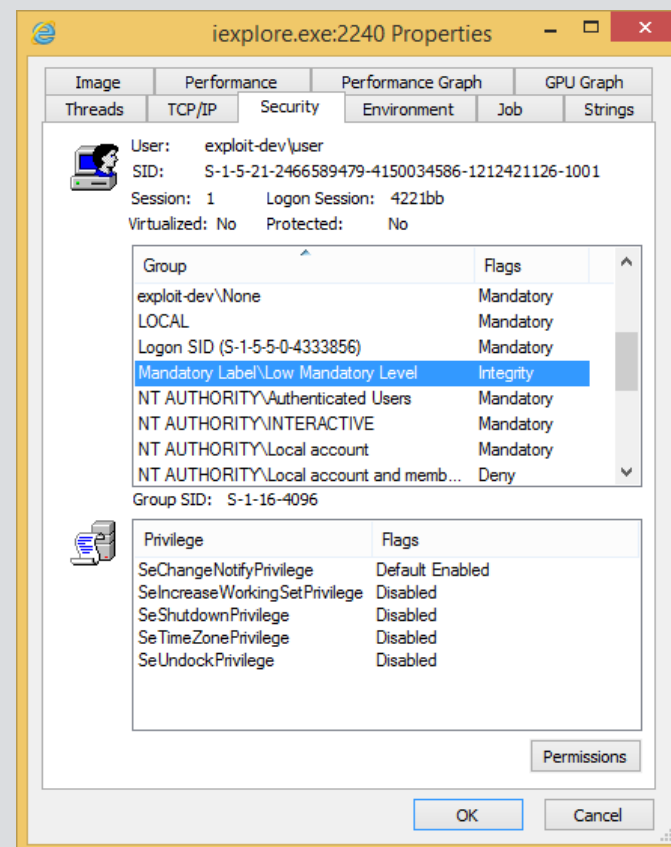 iexplore.exe:2240 Properties
Image Performance Performance Graph GPU Graph
Threads TCP/IP Security Environment Job Strings
User: exploit-dev\user
SID: S-1-5-21-2466589479-4150034586-1212421126-1001
Session: 1 Logon Session: 4221bb
Virtualized: No Protected: No
Group Flags
exploit-dev\None Mandatory
LOCAL Mandatory
Logon SID (S-1-5-5-0-4333856) Mandatory
Mandatory Label\Low Mandatory Level Integrity
NT AUTHORITY\Authenticated Users Mandatory
NT AUTHORITY\INTERACTIVE Mandatory
NT AUTHORITY\Local account Mandatory
NT AUTHORITY\Local account and memb... Deny
Group SID: S-1-16-4096
Privilege Flags
SeChangeNotifyPrivilege Default Enabled
SeIncreaseWorkingSetPrivilege Disabled
SeShutdownPrivilege Disabled
SeTimeZonePrivilege Disabled
SeUndockPrivilege Disabled
Permissions
OK Cancel